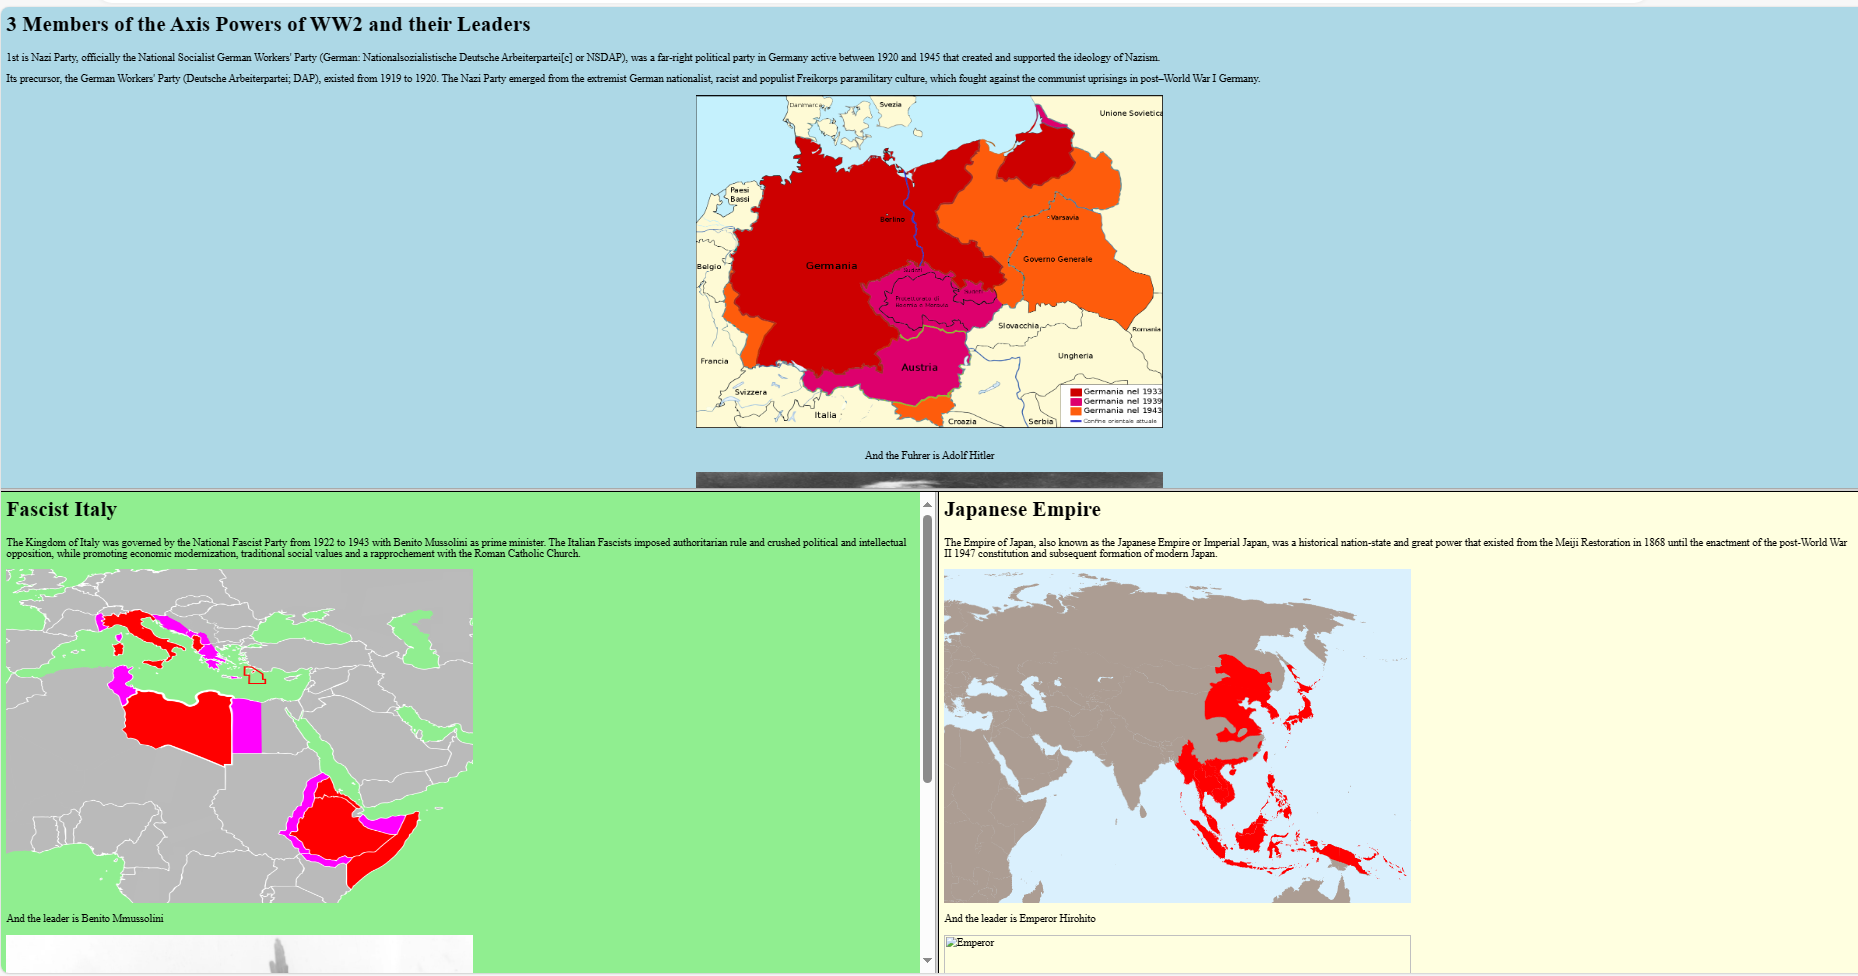 3 Members of the Axis Powers of WW2 and their Leaders
1st is Nazi Party, officially the National Socialist German Workers' Party (German: Nationalsozialistische Deutsche Arbeiterpartei[c] or NSDAP), was a far-right political party in Germany active between 1920 and 1945 that created and supported the ideology of Nazism.
Its precursor, the German Workers' Party (Deutsche Arbeiterpartei; DAP), existed from 1919 to 1920. The Nazi Party emerged from the extremist German nationalist, racist and populist Freikorps paramilitary culture, which fought against the communist uprisings in post–World War I Germany.
Danimarca
Svezia
Unione Sovietica
Paesi
Bassi
Berlino
Varsavia
Belgio
Germania
Governo Generale
Sudeti
Sudeti
Protettorato di
Boemia e Moravia
Slovacchia
Romania
Francia
Austria
Ungheria
Svizzera
Italia
Croazia
Serbia
Germania nel 1933
Germania nel 1939
Germania nel 1943
Confine orientale attuale
And the Fuhrer is Adolf Hitler
Fascist Italy
The Kingdom of Italy was governed by the National Fascist Party from 1922 to 1943 with Benito Mussolini as prime minister. The Italian Fascists imposed authoritarian rule and crushed political and intellectual
opposition, while promoting economic modernization, traditional social values and a rapprochement with the Roman Catholic Church.
And the leader is Benito Mmussolini
Japanese Empire
The Empire of Japan, also known as the Japanese Empire or Imperial Japan, was a historical nation-state and great power that existed from the Meiji Restoration in 1868 until the enactment of the post-World War
II 1947 constitution and subsequent formation of modern Japan.
And the leader is Emperor Hirohito
Emperor